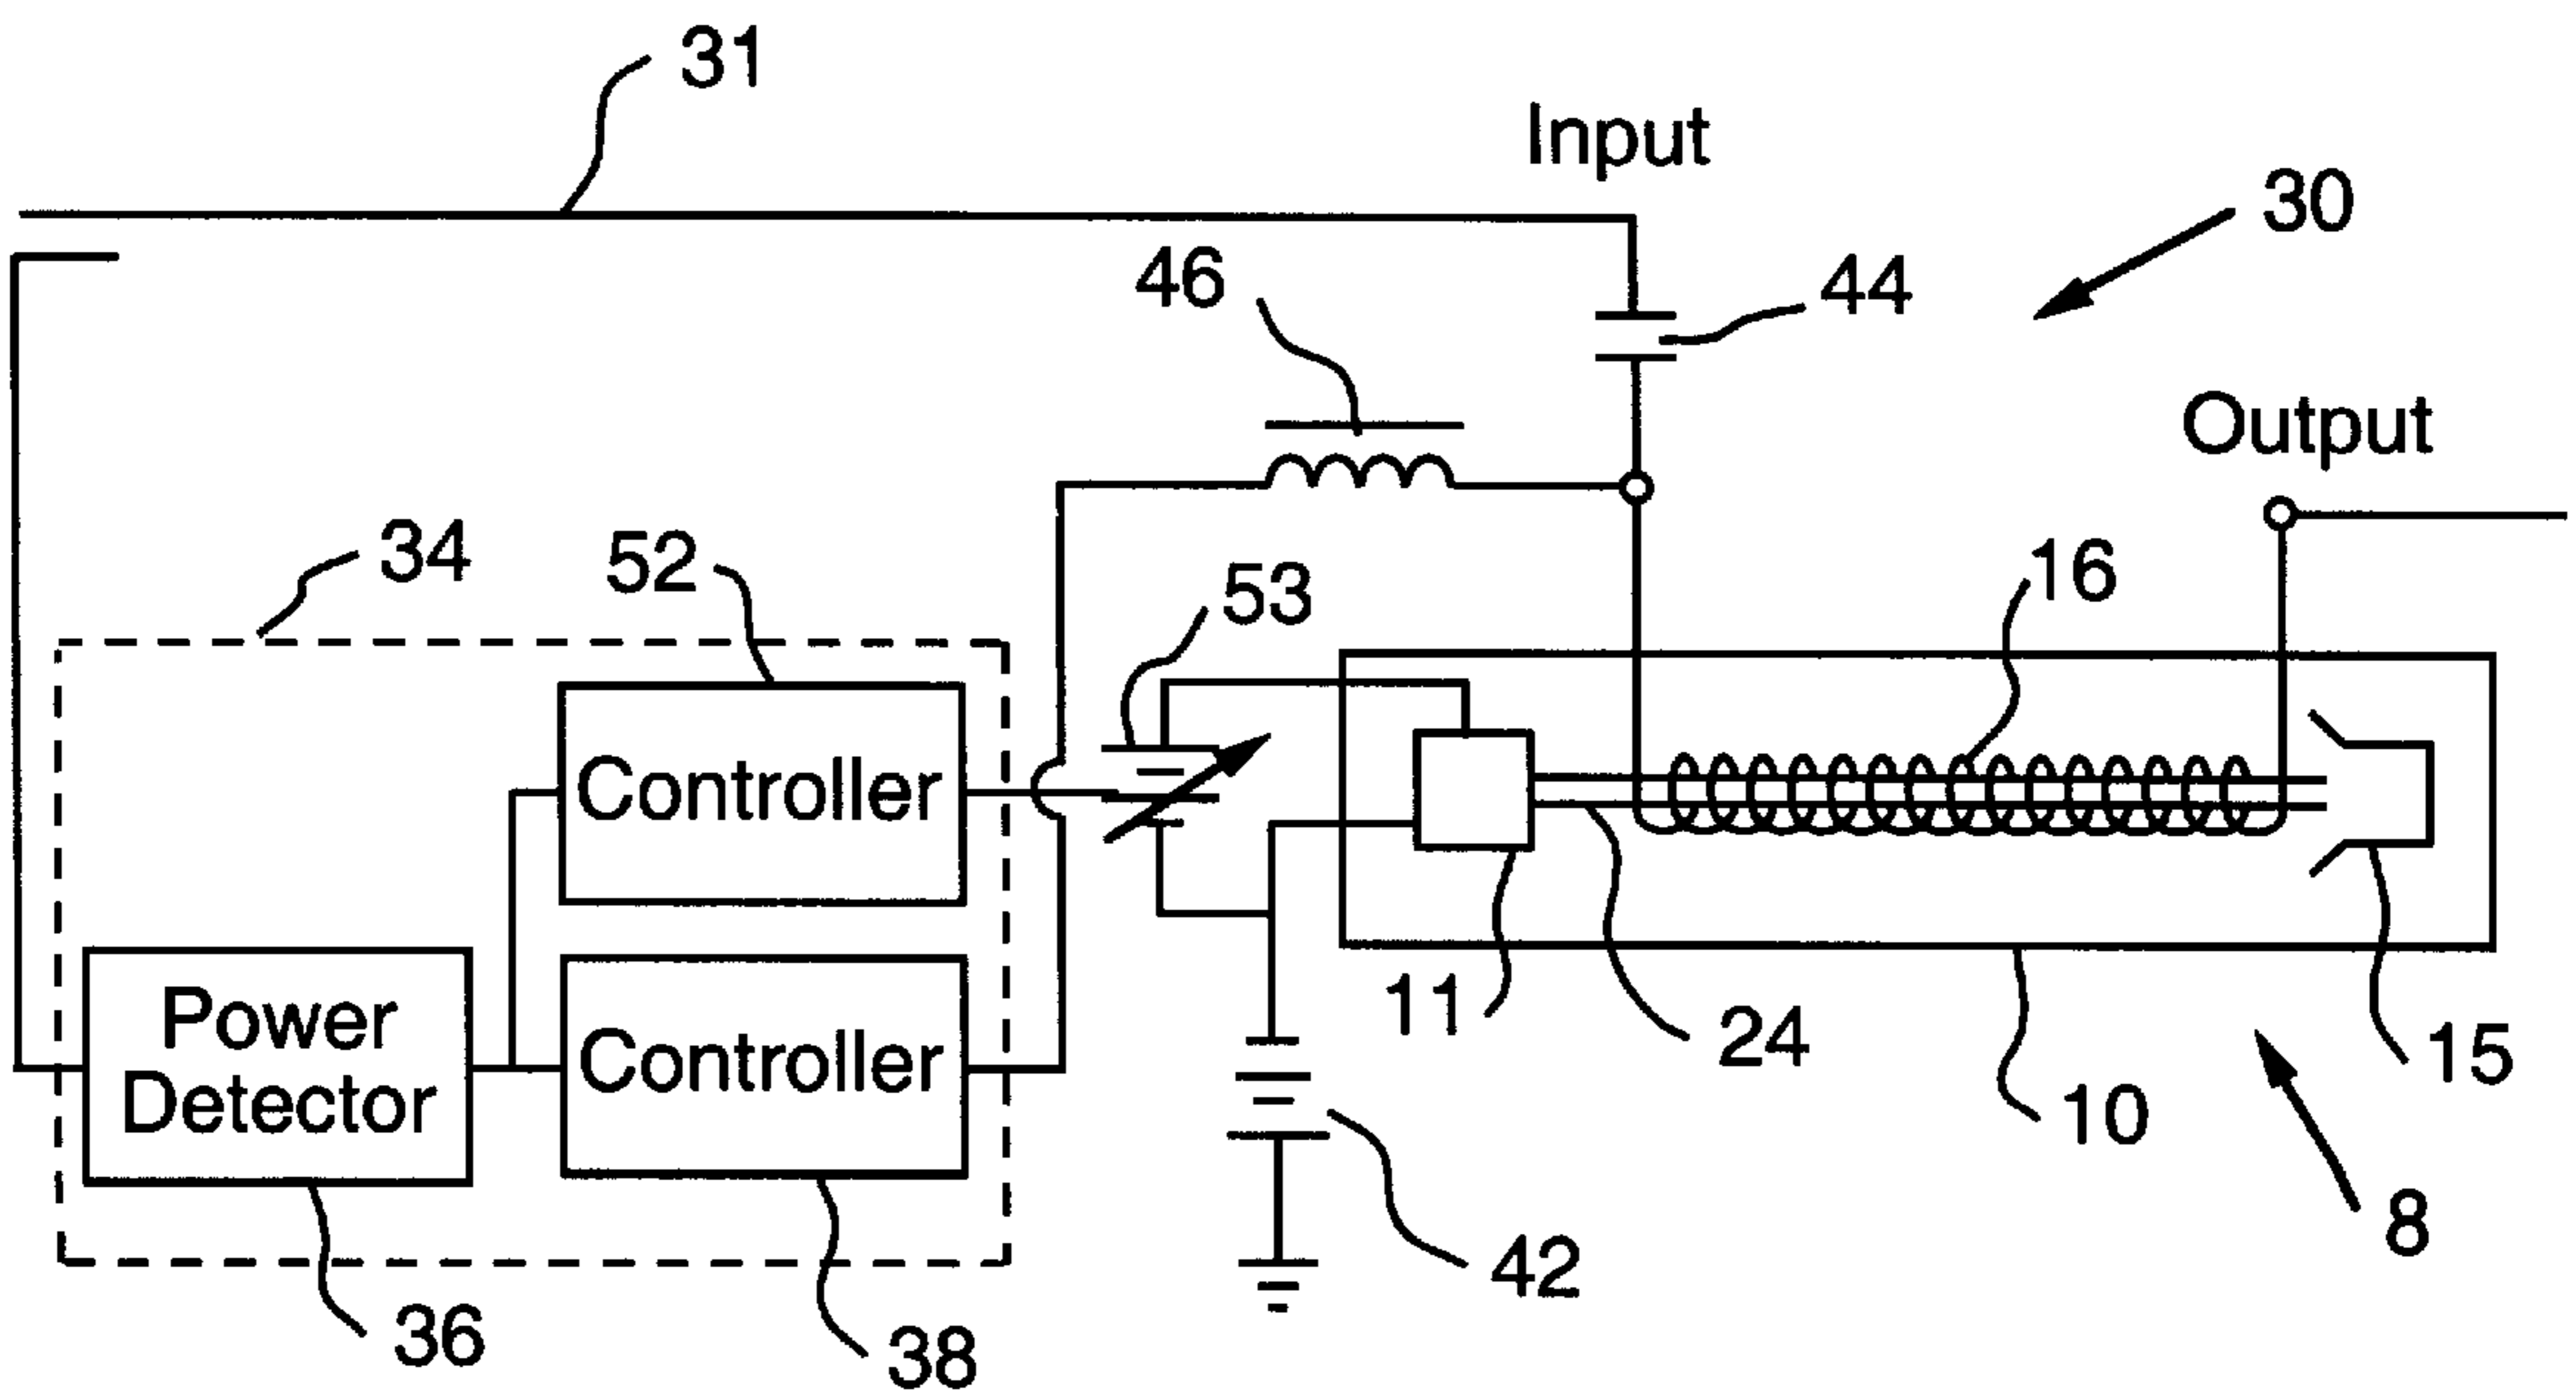 31
Input
30
46
44
Output
34
52
53
16
Controller
Power
Detector
Controller
11
24
15
10
8
42
36
38